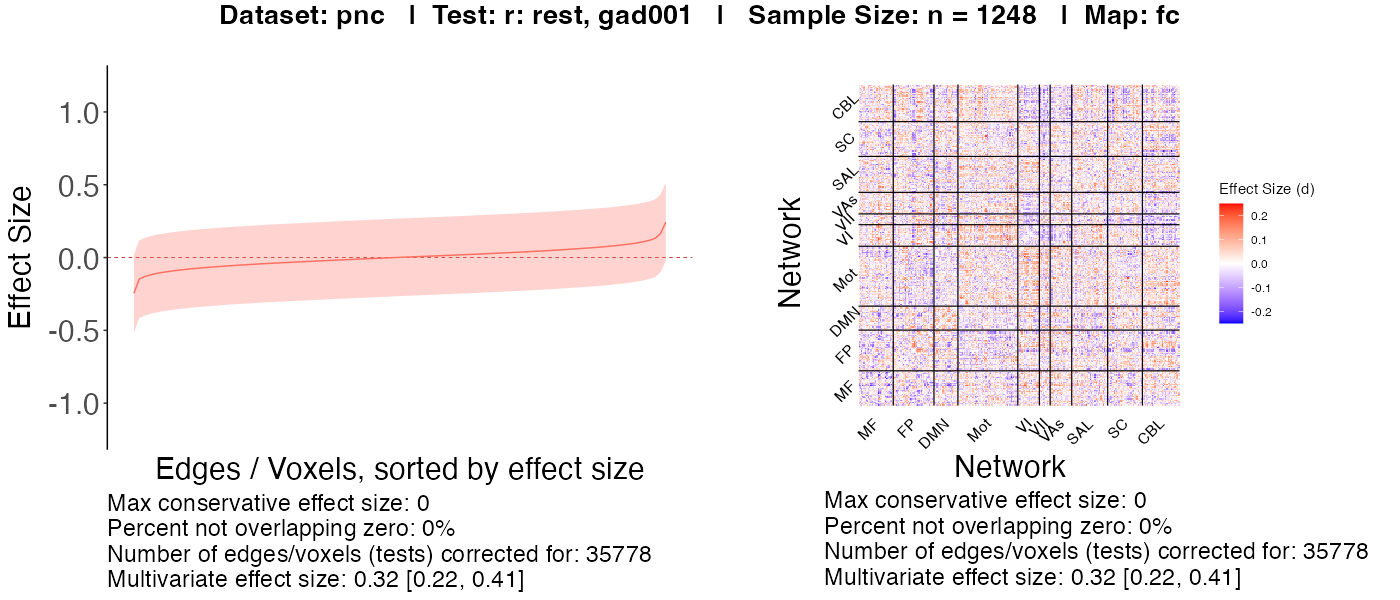 Dataset: pnc | Test: r: rest, gad001 | Sample Size: n = 1248 | Map: fc
Effect Size
1.0
0.5
0.0
-0.5
-1.0
Edges / Voxels, sorted by effect size
Max conservative effect size: 0
Percent not overlapping zero: 0%
Number of edges/voxels (tests) corrected for: 35778
Multivariate effect size: 0.32 [0.22, 0.41]
Network
CBL
SC
SAL
VAs
VII
VI
Mot
DMN
FP
MF
MF
FP
DMN
Mot
VI
VII
VAs
SAL
SC
CBL
Network
Effect Size (d)
0.2
0.1
0.0
-0.1
-0.2
Max conservative effect size: 0
Percent not overlapping zero: 0%
Number of edges/voxels (tests) corrected for: 35778
Multivariate effect size: 0.32 [0.22, 0.41]